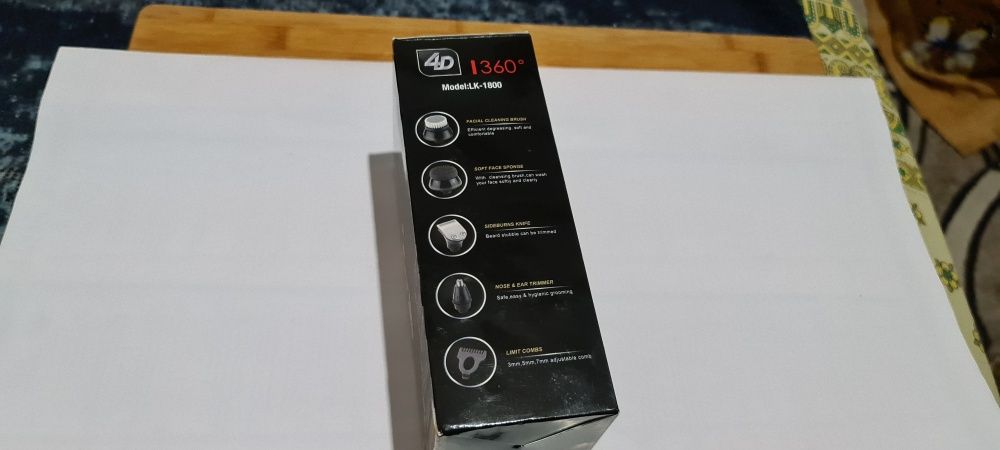 4D
360°
Model:LK-1800
FACIAL CLEANING BRUSH
Efficient degreasing, soft and
comfortable
SOFT FACE SPONGE
With cleansing brush,can wash
your face softly and clearly
SIDEBURNS KNIFE
Beard stubble can be trimmed
NOSE & EAR TRIMMER
Safe,easy & hygienic grooming
LIMIT COMBS
3mm,5mm,7mm adjustable comb